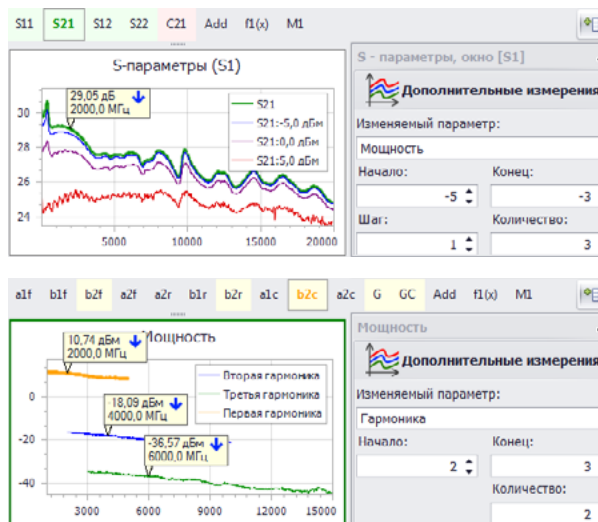 S11 S21 S12 S22 C21 Add f1(x) M1
S-параметры (S1)
29,05 дБ
2000,0 МГц
S21
S21:-5,0 дБм
S21:0,0 дБм
S21:5,0 дБм
30
28
26
24
5000 10000 15000 20000
S - параметры, окно [S1]
Дополнительные измерения
Изменяемый параметр:
Мощность
Начало: Конец:
-5 -3
Шаг: Количество:
1 3
a1f b1f b2f a2f a2r b1r b2r a1c b2c a2c G GC Add f1(x) M1
Мощность
10,74 дБм
2000,0 МГц
-18,09 дБм
4000,0 МГц
-36,57 дБм
6000,0 МГц
Вторая гармоника
Третья гармоника
Первая гармоника
0
-20
-40
3000 6000 9000 12000 15000
Мощность
Дополнительные измерения
Изменяемый параметр:
Гармоника
Начало: Конец:
2 3
Количество:
2